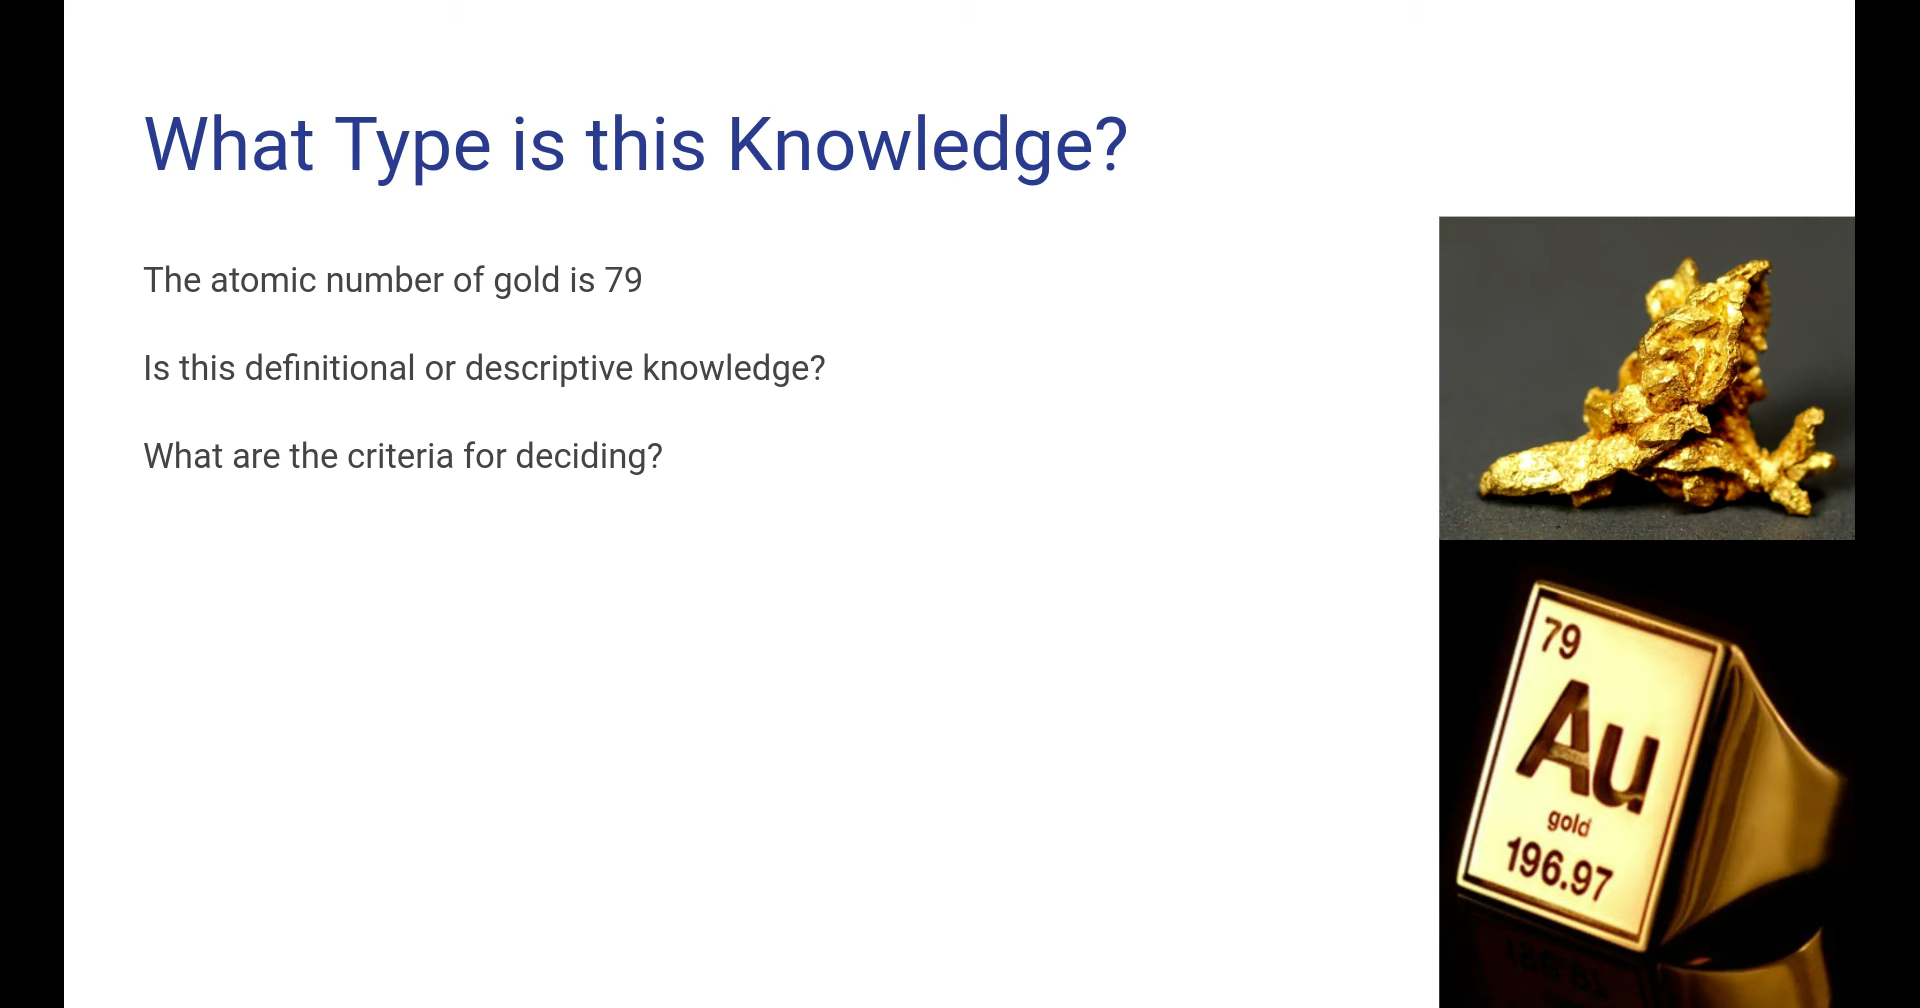 What Type is this Knowledge?
The atomic number of gold is 79
Is this definitional or descriptive knowledge?
What are the criteria for deciding?
79
Au
gold
196.97